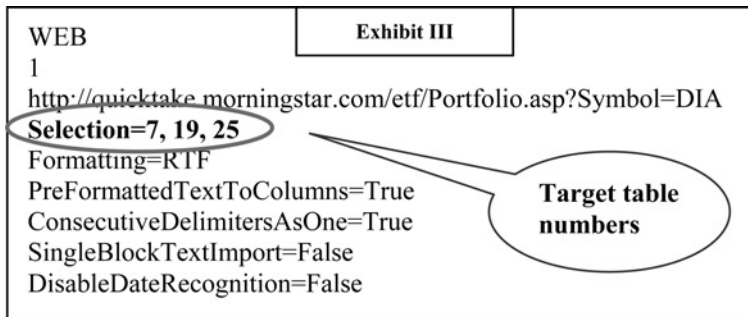 Exhibit III
WEB
1
http://quicktake.morningstar.com/etf/Portfolio.asp?Symbol=DIA
Selection=7, 19, 25
Formatting=RTF
PreFormattedTextToColumns=True
ConsecutiveDelimitersAsOne=True
SingleBlockTextImport=False
DisableDateRecognition=False
Target table
numbers